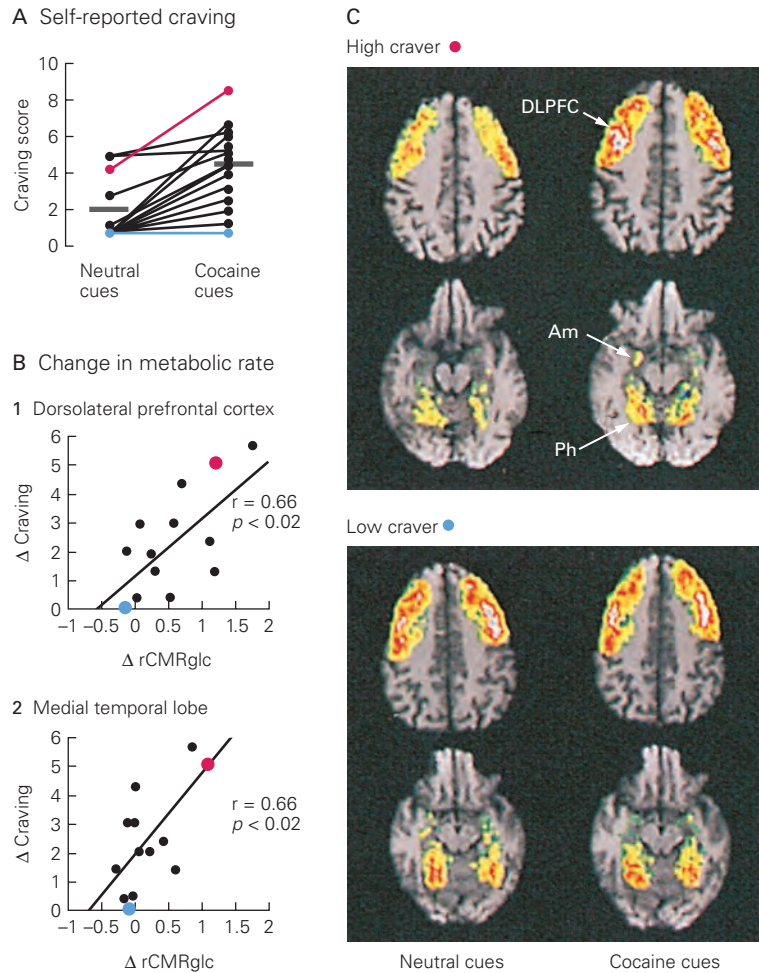 A Self-reported craving
10
8
6
4
2
0
Craving score
Neutral cues
Cocaine cues
B Change in metabolic rate
1 Dorsolateral prefrontal cortex
6
5
4
3
2
1
0
Δ Craving
r = 0.66
p < 0.02
–1 –0.5 0 0.5 1 1.5 2
Δ rCMRglc
2 Medial temporal lobe
6
5
4
3
2
1
0
Δ Craving
r = 0.66
p < 0.02
–1 –0.5 0 0.5 1 1.5 2
Δ rCMRglc
C
High craver
DLPFC
Am
Ph
Low craver
Neutral cues
Cocaine cues